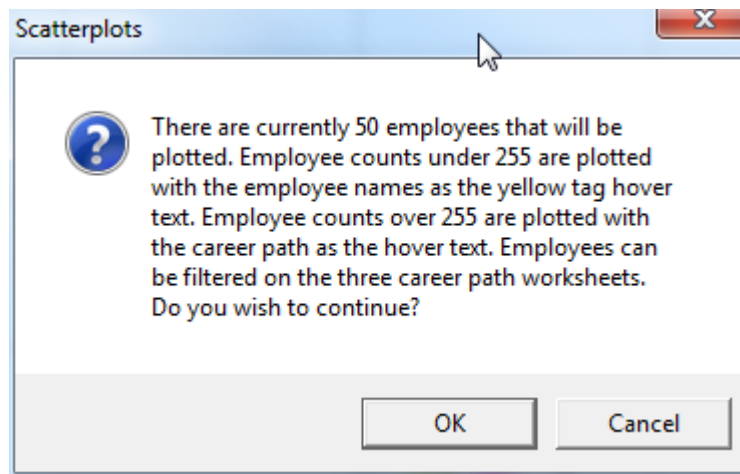 Scatterplots
There are currently 50 employees that will be
plotted. Employee counts under 255 are plotted
with the employee names as the yellow tag hover
text. Employee counts over 255 are plotted with
the career path as the hover text. Employees can
be filtered on the three career path worksheets.
Do you wish to continue?
OK Cancel